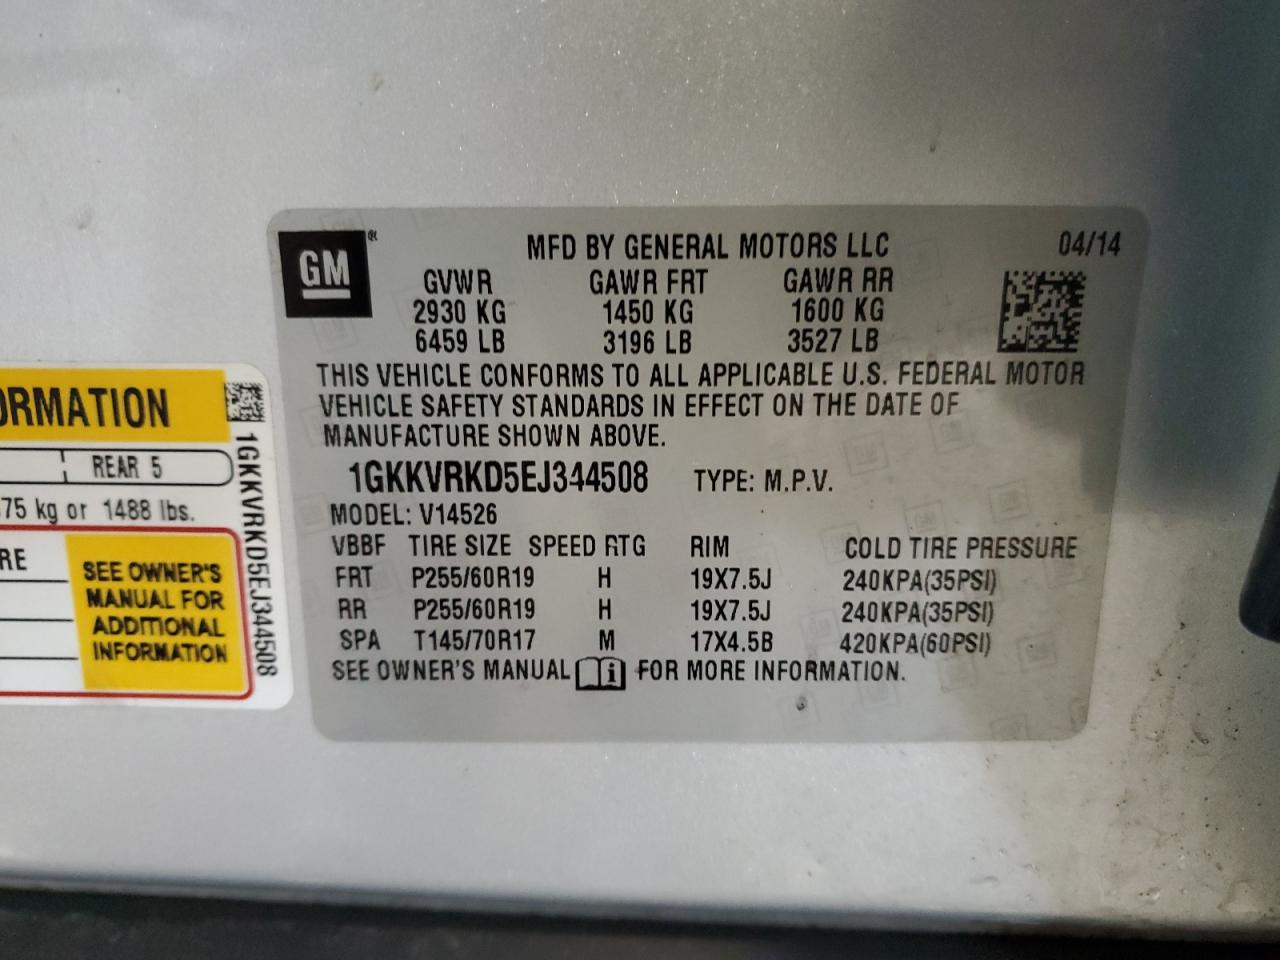 GM
®
MFD BY GENERAL MOTORS LLC 04/14
GVWR GAWR FRT GAWR RR
2930 KG 1450 KG 1600 KG
6459 LB 3196 LB 3527 LB
THIS VEHICLE CONFORMS TO ALL APPLICABLE U.S. FEDERAL MOTOR
VEHICLE SAFETY STANDARDS IN EFFECT ON THE DATE OF
MANUFACTURE SHOWN ABOVE.
1GKKVRKD5EJ344508 TYPE: M.P.V.
MODEL: V14526
VBBF TIRE SIZE SPEED RTG RIM COLD TIRE PRESSURE
FRT P255/60R19 H 19X7.5J 240KPA(35PSI)
RR P255/60R19 H 19X7.5J 240KPA(35PSI)
SPA T145/70R17 M 17X4.5B 420KPA(60PSI)
SEE OWNER'S MANUAL i FOR MORE INFORMATION.
ORMATION
REAR 5
75 kg or 1488 lbs.
RE
SEE OWNER'S
MANUAL FOR
ADDITIONAL
INFORMATION
1GKKVRKD5EJ344508